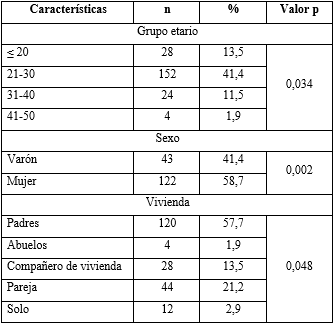 Características n % Valor p
Grupo etario
≤ 20 28 13,5
21-30 152 41,4
0,034
31-40 24 11,5
41-50 4 1,9
Sexo
Varón 43 41,4
0,002
Mujer 122 58,7
Vivienda
Padres 120 57,7
Abuelos 4 1,9
Compañero de vivienda 28 13,5 0,048
Pareja 44 21,2
Solo 12 2,9